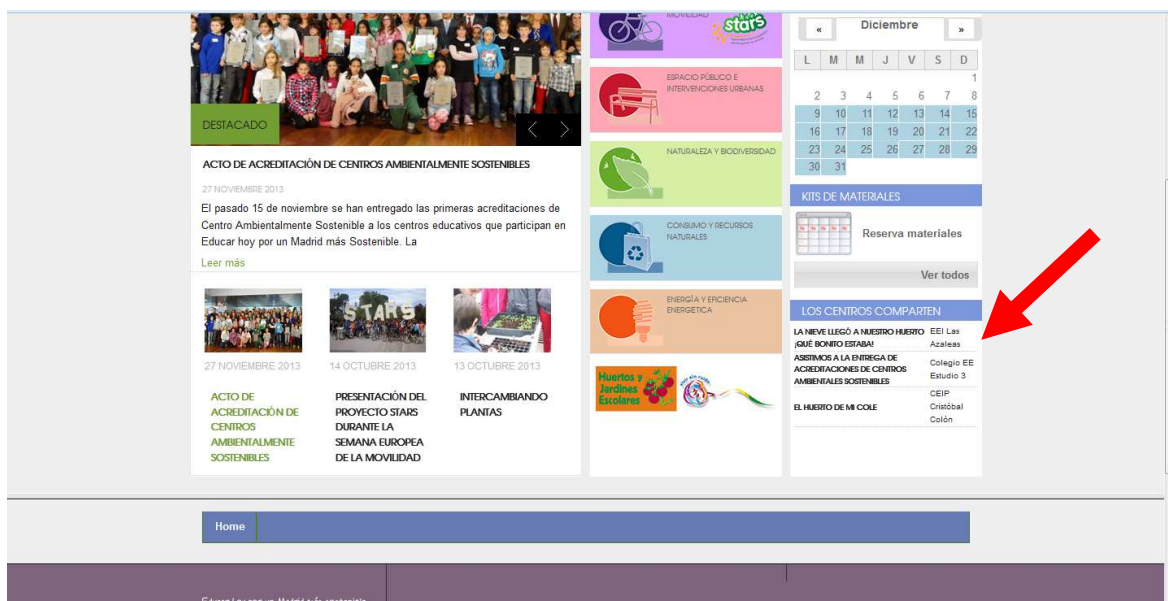 DESTACADO
ACTO DE ACREDITACIÓN DE CENTROS AMBIENTALMENTE SOSTENIBLES
27 NOVIEMBRE 2013
El pasado 15 de noviembre se han entregado las primeras acreditaciones de
Centro Ambientalmente Sostenible a los centros educativos que participan en
Educar hoy por un Madrid más Sostenible. La
Leer más
STARS
27 NOVIEMBRE 2013
ACTO DE
ACREDITACIÓN DE
CENTROS
AMBIENTALMENTE
SOSTENIBLES
14 OCTUBRE 2013
PRESENTACIÓN DEL
PROYECTO STARS
DURANTE LA
SEMANA EUROPEA
DE LA MOVILIDAD
13 OCTUBRE 2013
INTERCAMBIANDO
PLANTAS
MOVILIDAD
stars
ESPACIO PÚBLICO E
INTERVENCIONES URBANAS
NATURALEZA Y BIODIVERSIDAD
CONSUMO Y RECURSOS
NATURALES
ENERGÍA Y EFICIENCIA
ENERGÉTICA
Huertos y
Jardines
Escolares
« Diciembre »
L M M J V S D
1
2 3 4 5 6 7 8
9 10 11 12 13 14 15
16 17 18 19 20 21 22
23 24 25 26 27 28 29
30 31
KITS DE MATERIALES
Reserva materiales
Ver todos
LOS CENTROS COMPARTEN
LA NIEVE LLEGÓ A NUESTRO HUERTO EEI Las
¡QUÉ BONITO ESTABA! Azaleas
ASISTIMOS A LA ENTREGA DE
ACREDITACIONES DE CENTROS
AMBIENTALES SOSTENIBLES
Colegio EE
Estudio 3
EL HUERTO DE MI COLE
CEIP
Cristóbal
Colón
Home